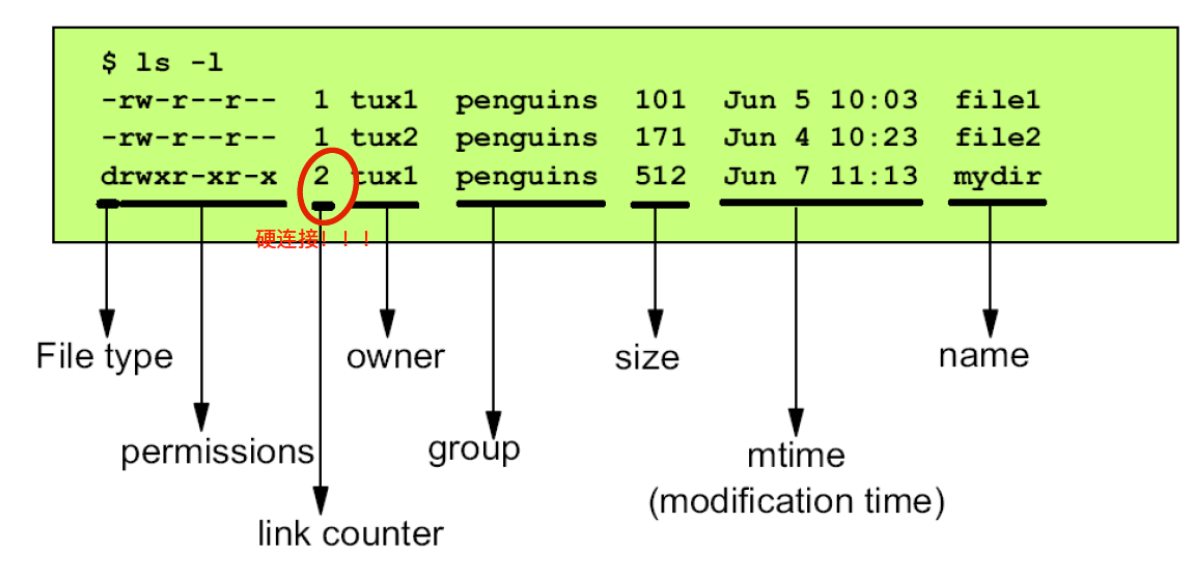 $ ls -l
-rw-r--r-- 1 tux1 penguins 101 Jun 5 10:03 file1
-rw-r--r-- 1 tux2 penguins 171 Jun 4 10:23 file2
drwxr-xr-x 2 tux1 penguins 512 Jun 7 11:13 mydir
硬连接！！！
File type
owner
size
name
permissions
group
mtime
(modification time)
link counter